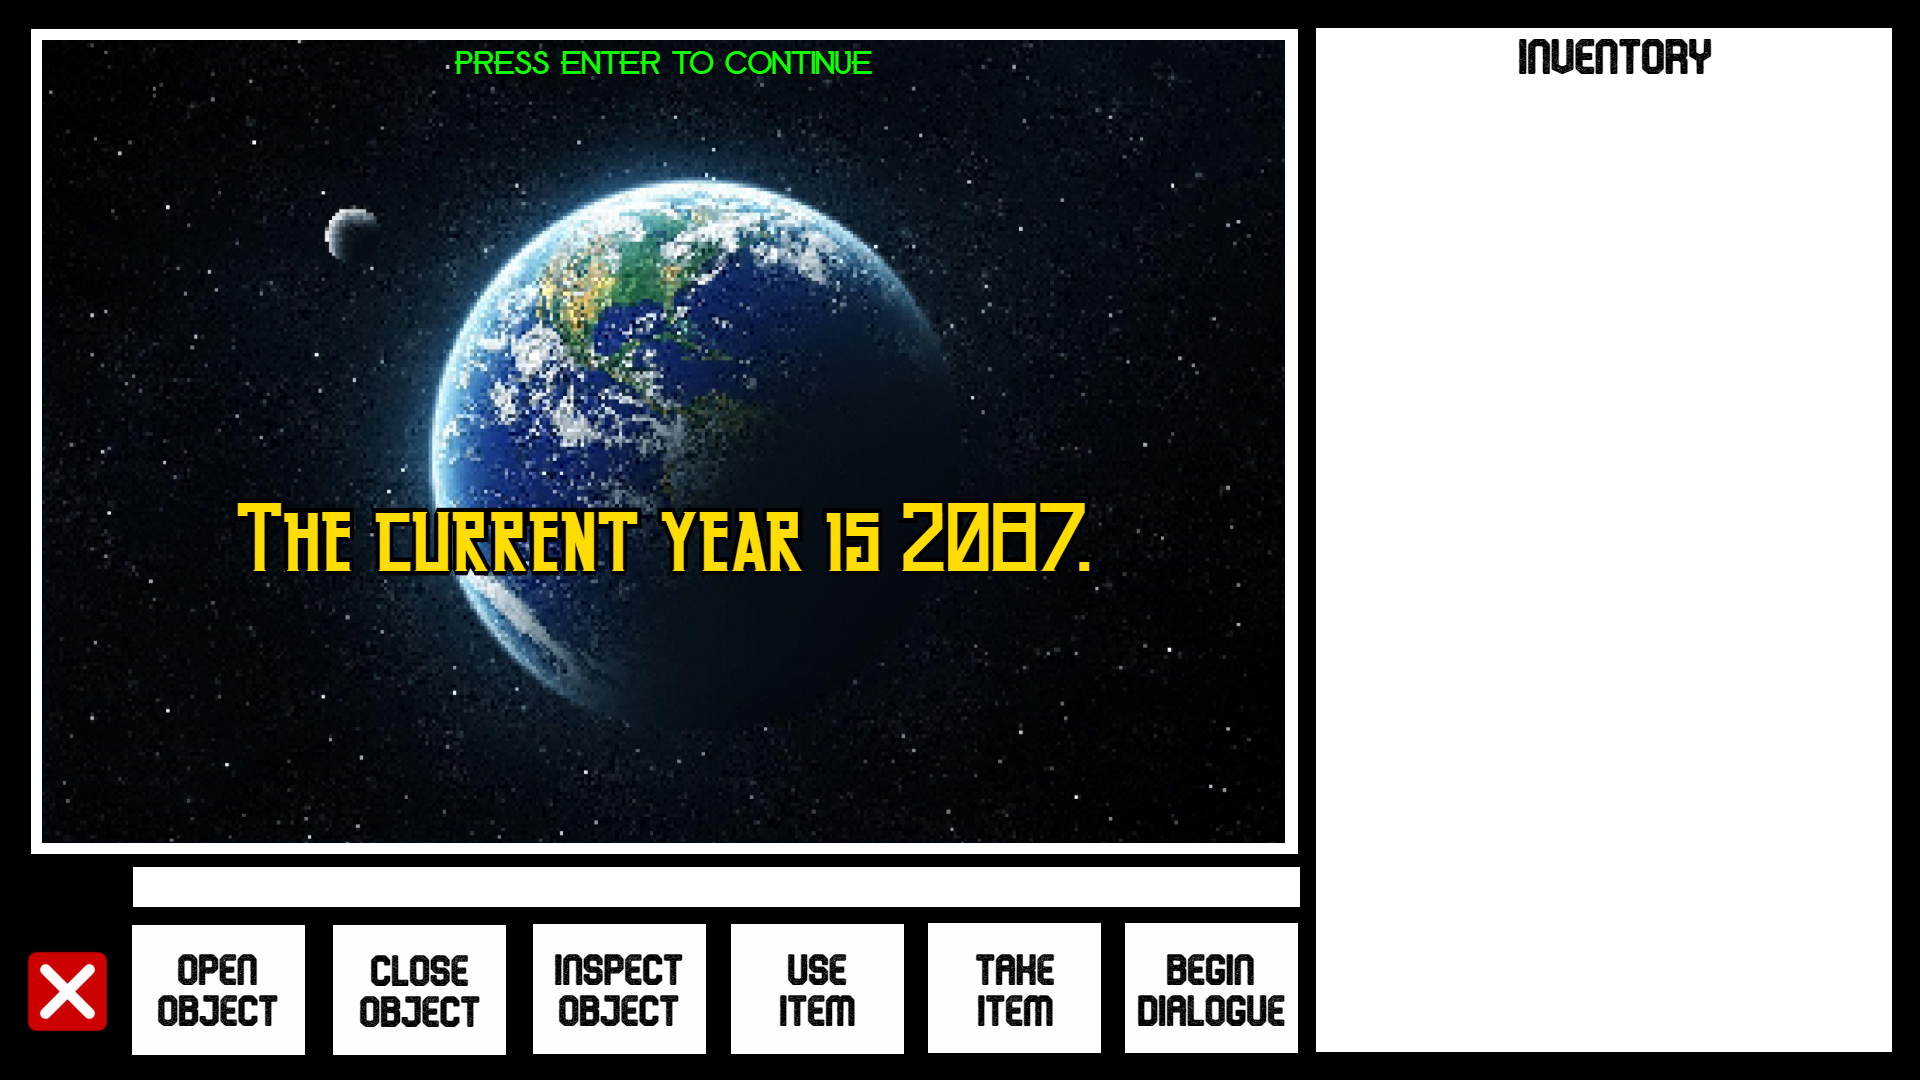 PRESS ENTER TO CONTINUE
INVENTORY
The current year is 2087.
OPEN
OBJECT
CLOSE
OBJECT
INSPECT
OBJECT
USE
ITEM
TAKE
ITEM
BEGIN
DIALOGUE